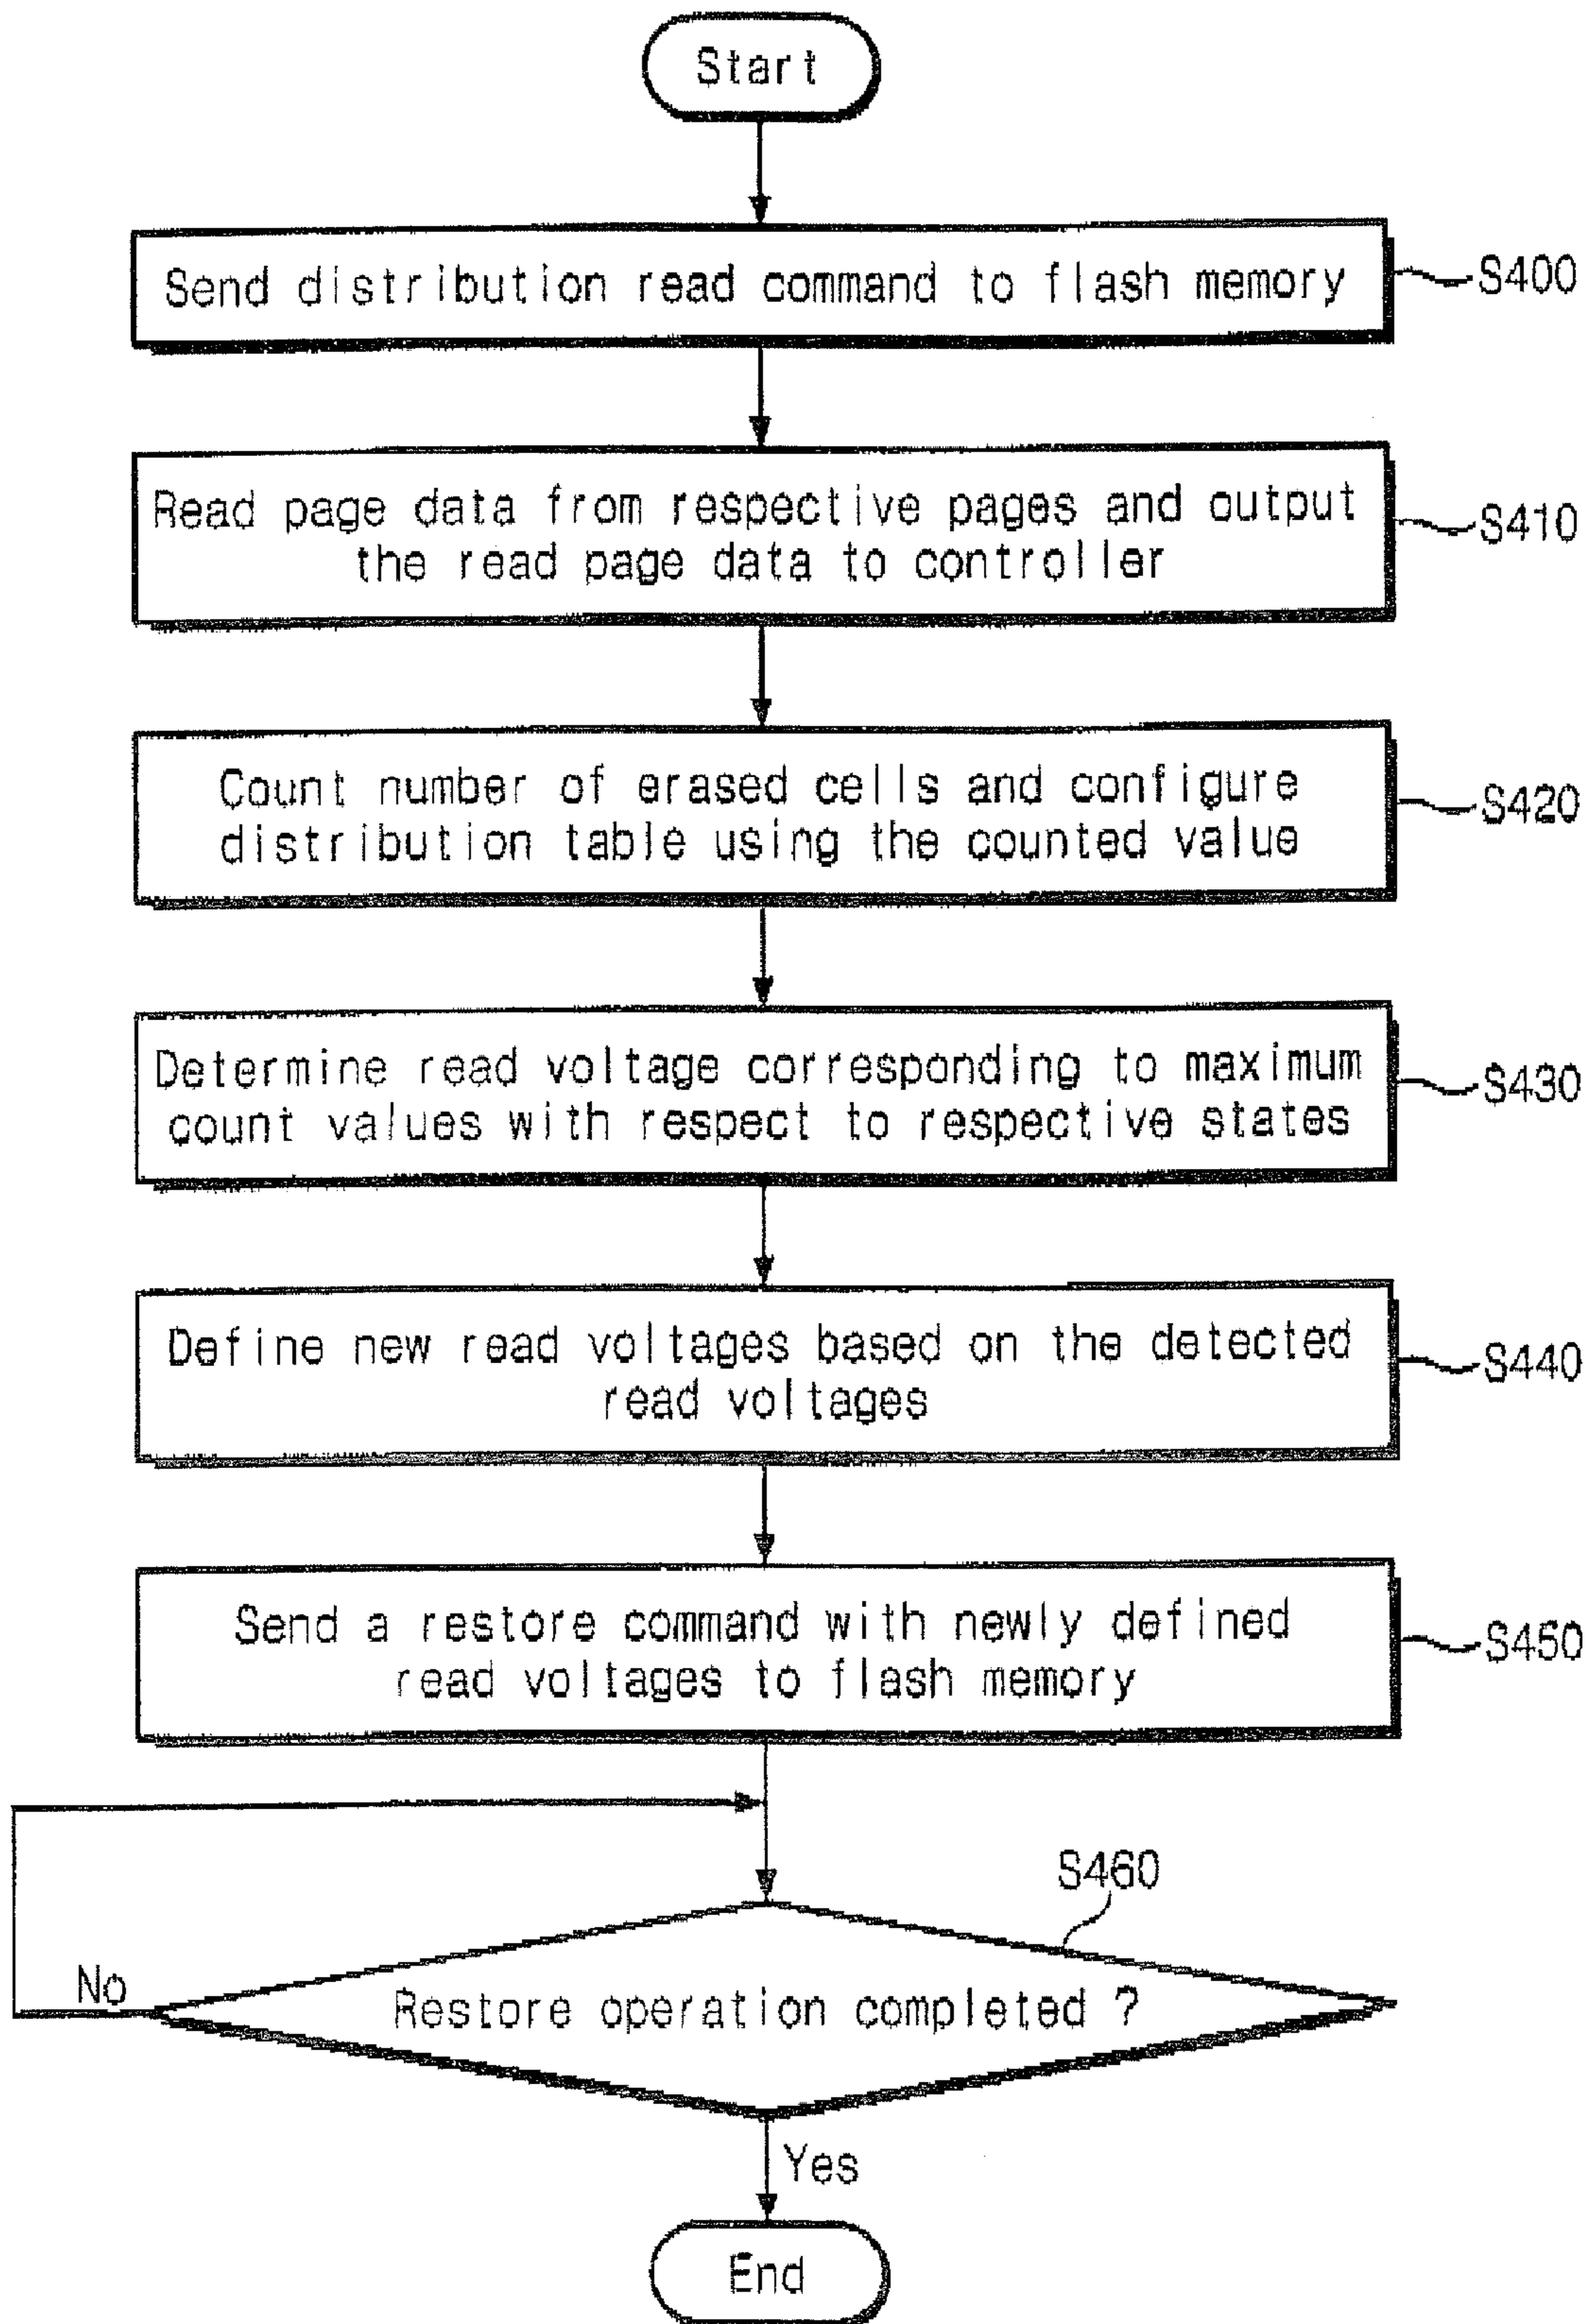 Start
Send distribution read command to flash memory
S400
Read page data from respective pages and output
the read page data to controller
S410
Count number of erased cells and configure
distribution table using the counted value
S420
Determine read voltage corresponding to maximum
count values with respect to respective states
S430
Define new read voltages based on the detected
read voltages
S440
Send a restore command with newly defined
read voltages to flash memory
S450
S460
No
Restore operation completed ?
Yes
End